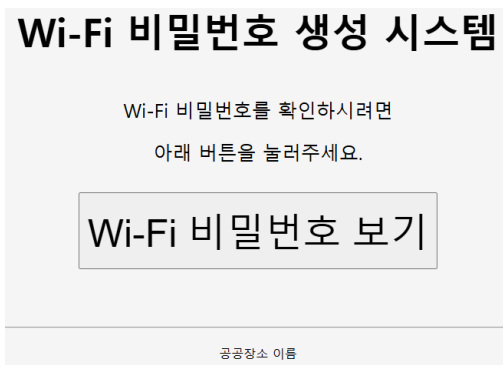 Wi-Fi 비밀번호 생성 시스템
Wi-Fi 비밀번호를 확인하시려면
아래 버튼을 눌러주세요.
Wi-Fi 비밀번호 보기
공공장소 이름